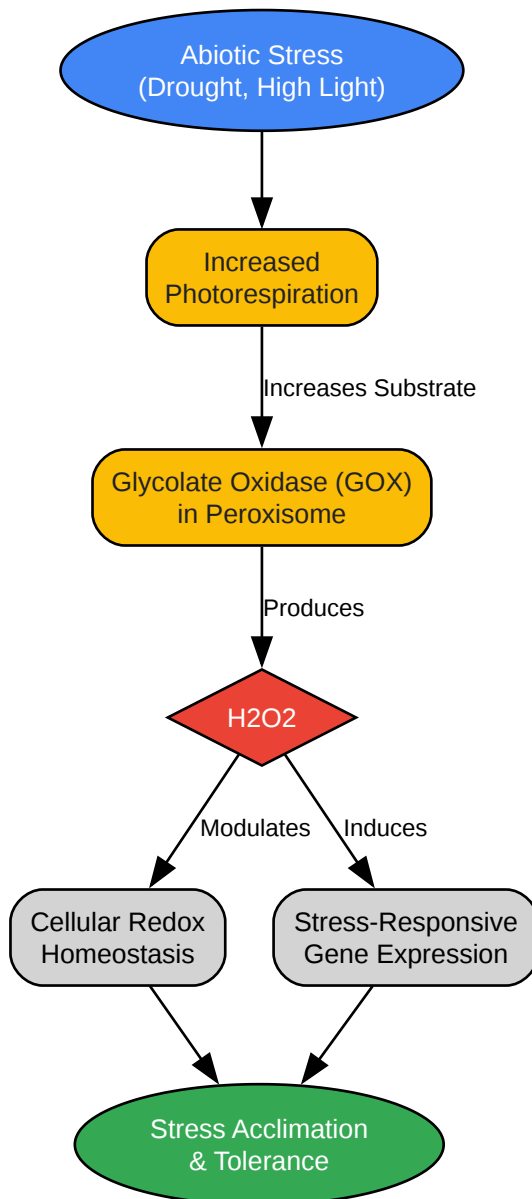 Abiotic Stress
(Drought, High Light)
Increased
Photorespiration
Increases Substrate
Glycolate Oxidase (GOX)
in Peroxisome
Produces
H2O2
Modulates
Induces
Cellular Redox
Homeostasis
Stress-Responsive
Gene Expression
Stress Acclimation
& Tolerance